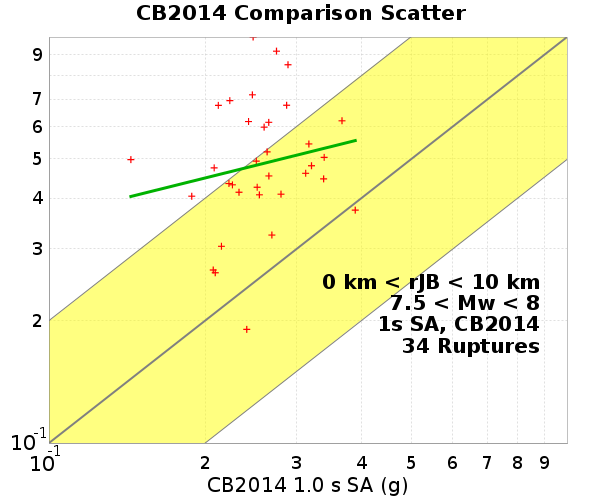 CB2014 Comparison Scatter
9
7
6
5
4
3
2
10-1
0 km < rJB < 10 km
7.5 < Mw < 8
1s SA, CB2014
34 Ruptures
10-1 2 3 4 5 6 7 8 9
CB2014 1.0 s SA (g)